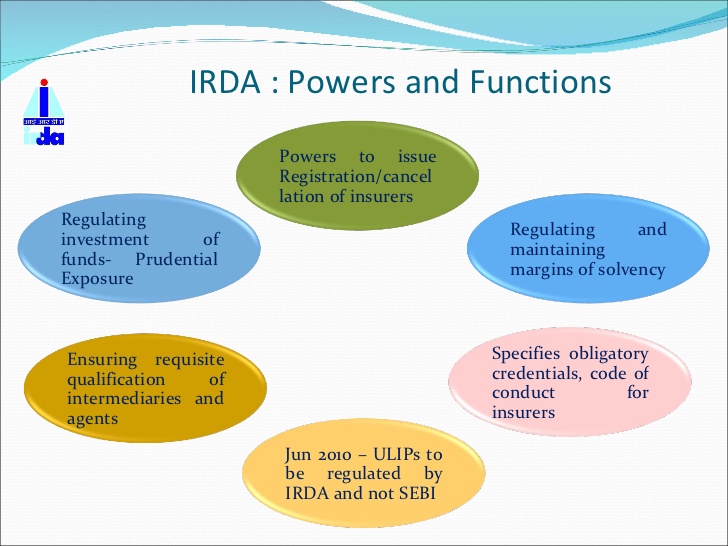 IRDA : Powers and Functions
आई आर डी ए
irda
Powers to issue
Registration/cancel
lation of insurers
Regulating
investment of
funds- Prudential
Exposure
Regulating and
maintaining
margins of solvency
Ensuring requisite
qualification of
intermediaries and
agents
Specifies obligatory
credentials, code of
conduct for
insurers
Jun 2010 – ULIPs to
be regulated by
IRDA and not SEBI